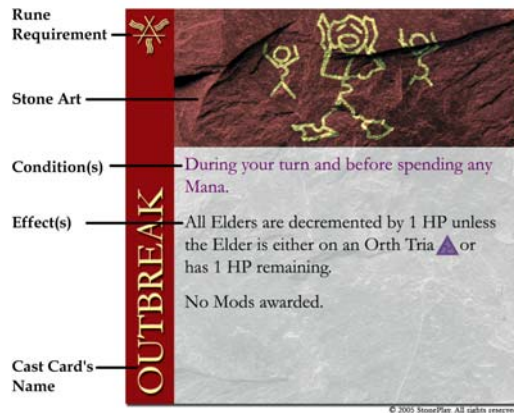 Rune
Requirement
Stone Art
Condition(s)
During your turn and before spending any
Mana.
Effect(s)
All Elders are decremented by 1 HP unless
the Elder is either on an Orth Tria or
has 1 HP remaining.
No Mods awarded.
OUTBREAK
Cast Card's
Name
© 2005 StonePlay. All rights reserved